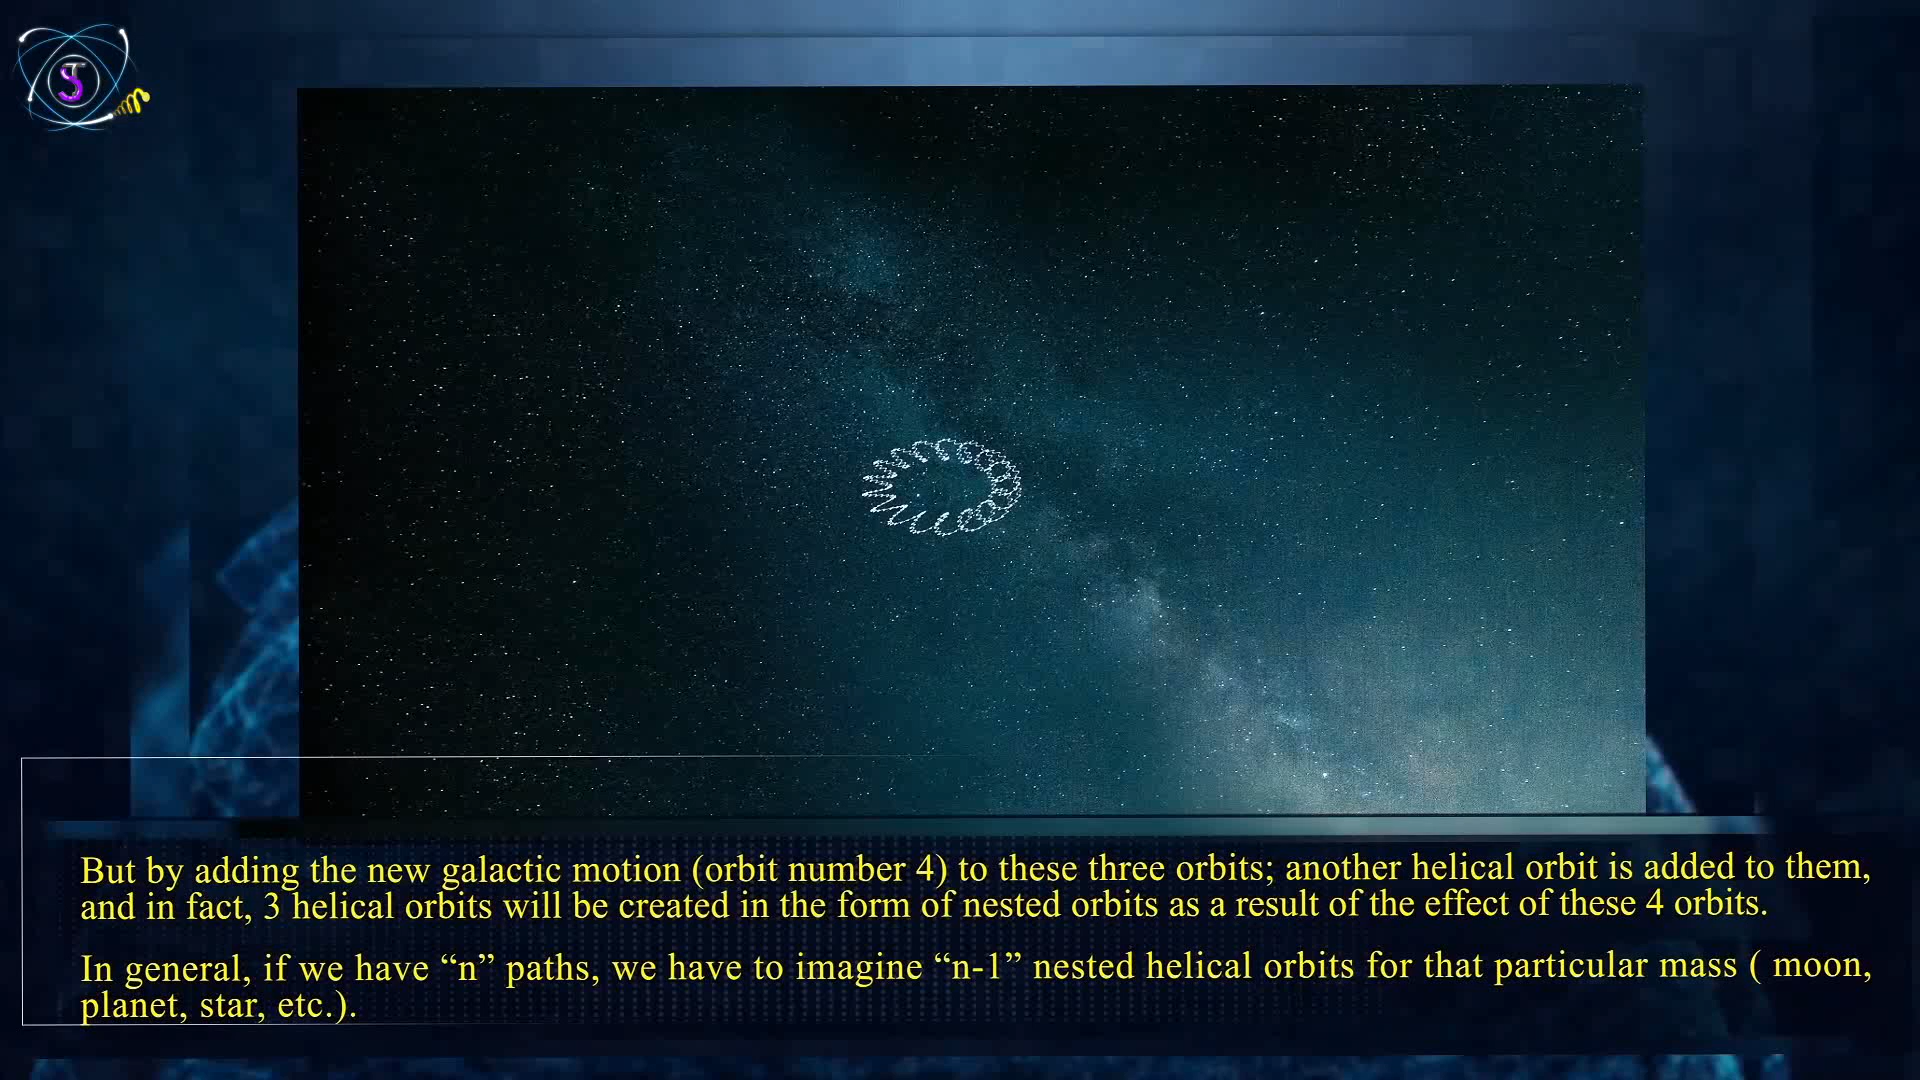 ST
But by adding the new galactic motion (orbit number 4) to these three orbits; another helical orbit is added to them,
and in fact, 3 helical orbits will be created in the form of nested orbits as a result of the effect of these 4 orbits.
In general, if we have “n” paths, we have to imagine “n-1” nested helical orbits for that particular mass ( moon,
planet, star, etc.).